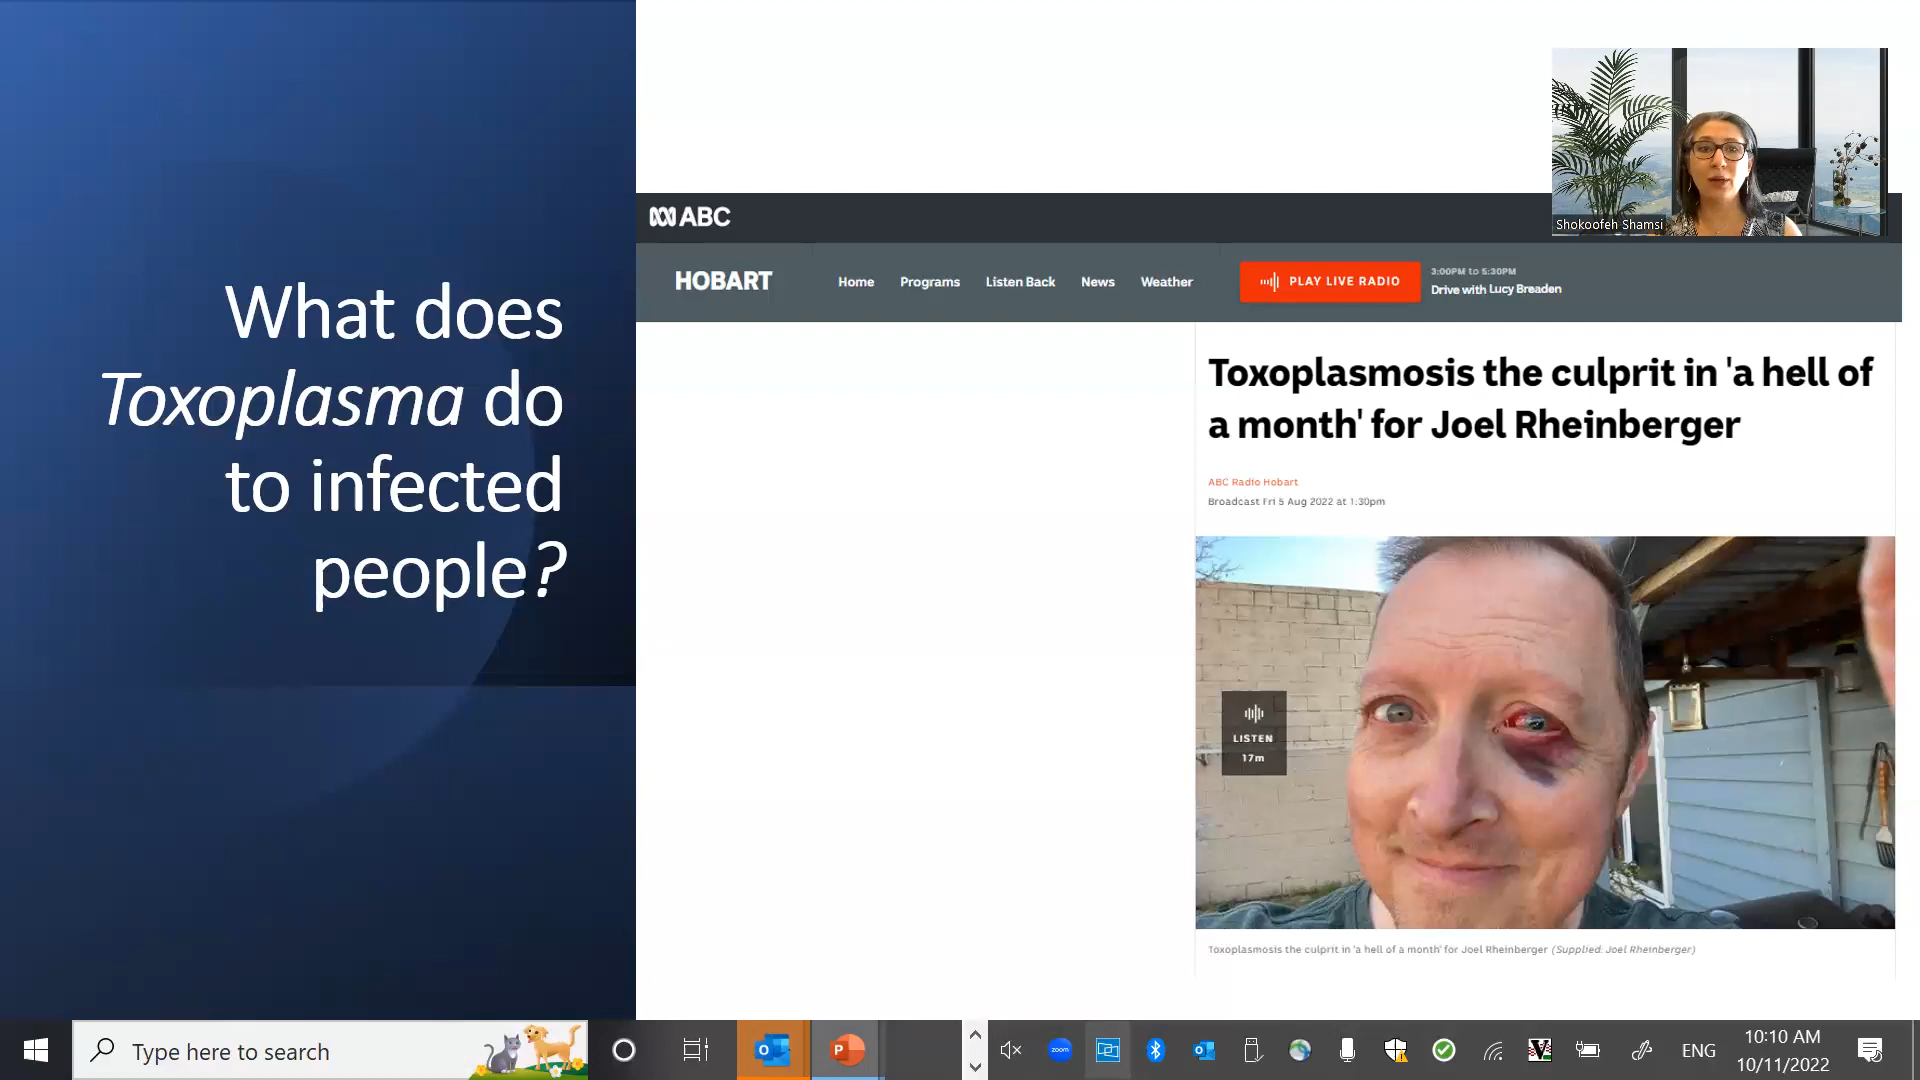 What does
Toxoplasma do
to infected
people?
ABC
Shokoofeh Shamsi
HOBART
Home
Programs
Listen Back
News
Weather
PLAY LIVE RADIO
3:00PM to 5:30PM
Drive with Lucy Breaden
Toxoplasmosis the culprit in 'a hell of
a month' for Joel Rheinberger
ABC Radio Hobart
Broadcast Fri 5 Aug 2022 at 1:30pm
LISTEN
17m
Toxoplasmosis the culprit in 'a hell of a month' for Joel Rheinberger (Supplied: Joel Rheinberger)
Type here to search
zoom
ENG
10:10 AM
10/11/2022